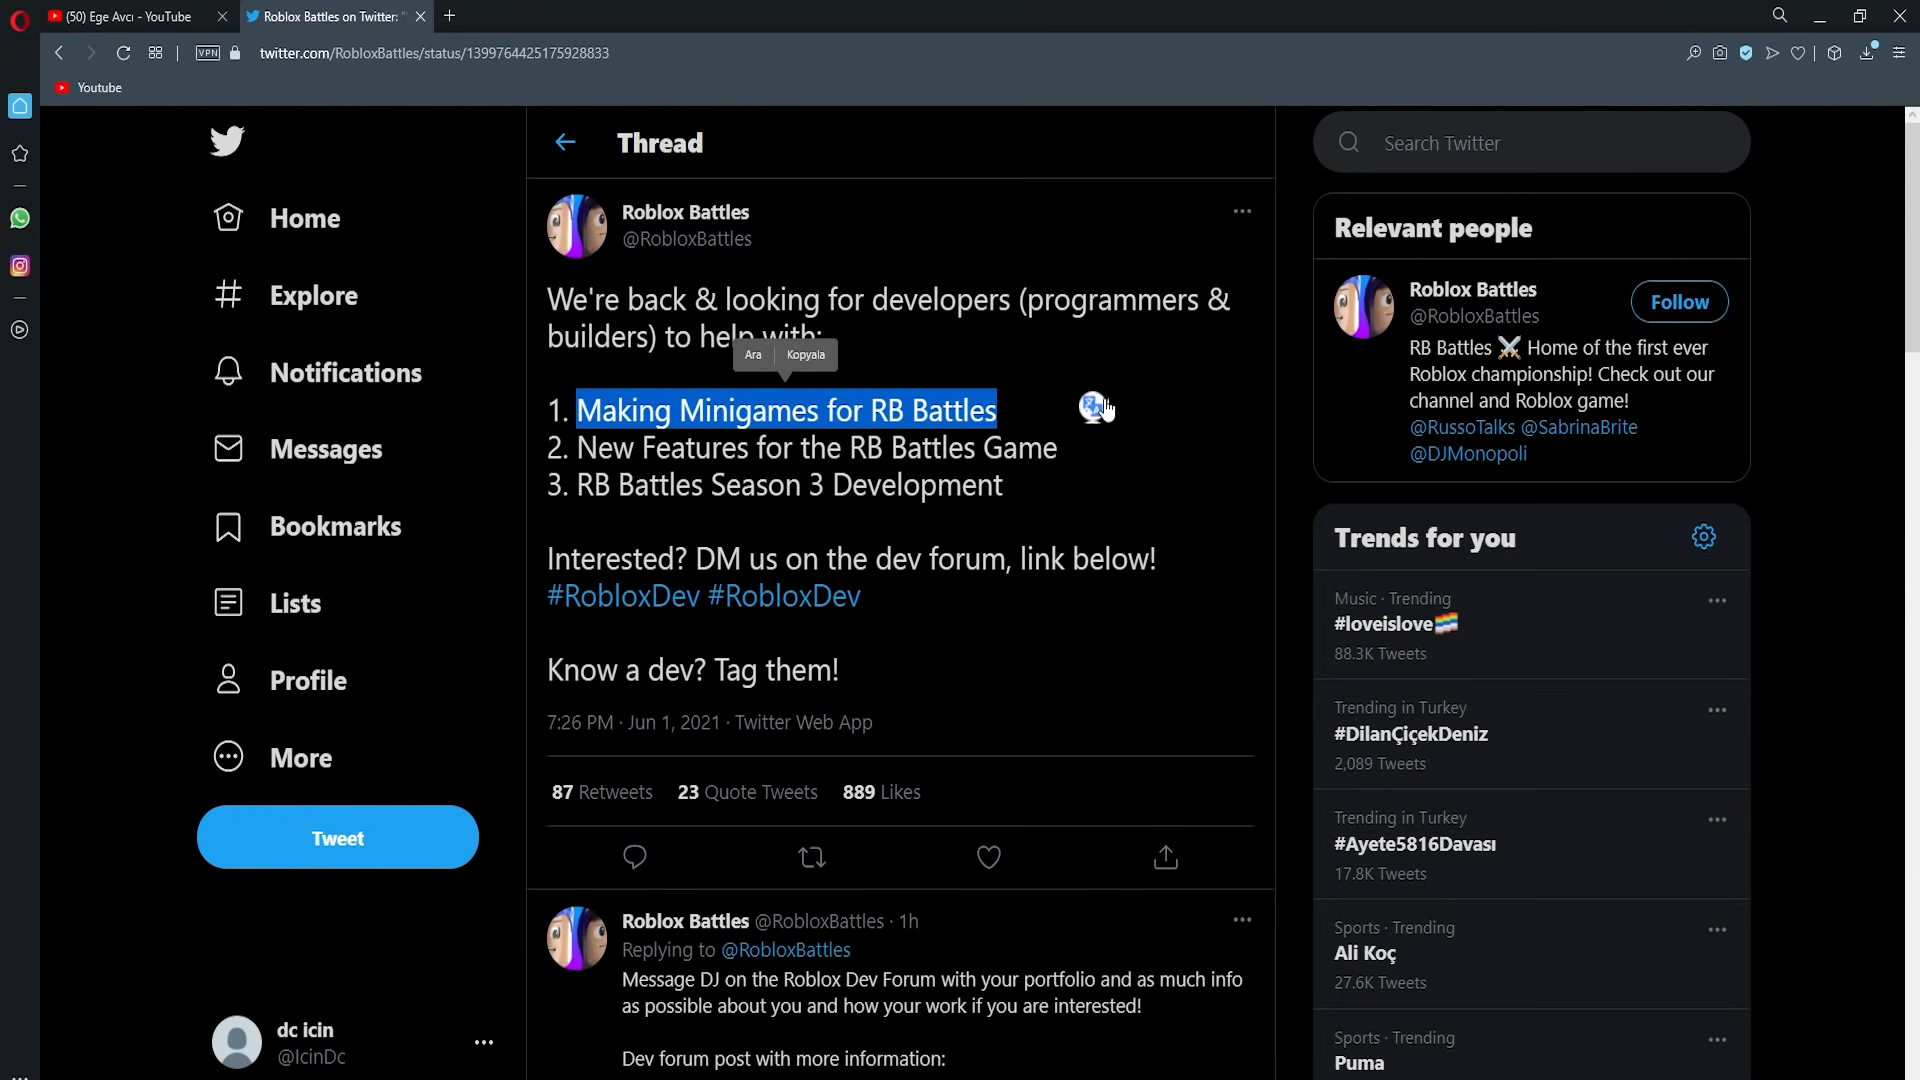 (50) Ege Avcı - YouTube
Roblox Battles on Twitter: "
VPN
twitter.com/RobloxBattles/status/1399764425175928833
Youtube
Home
Explore
Notifications
Messages
Bookmarks
Lists
Profile
More
Tweet
dc icin
@IcinDc
Thread
Roblox Battles
@RobloxBattles
We're back & looking for developers (programmers &
builders) to help with:
Ara
Kopyala
1. Making Minigames for RB Battles
2. New Features for the RB Battles Game
3. RB Battles Season 3 Development
Interested? DM us on the dev forum, link below!
#RobloxDev #RobloxDev
Know a dev? Tag them!
7:26 PM · Jun 1, 2021 · Twitter Web App
87 Retweets 23 Quote Tweets 889 Likes
Roblox Battles @RobloxBattles · 1h
Replying to @RobloxBattles
Message DJ on the Roblox Dev Forum with your portfolio and as much info
as possible about you and how your work if you are interested!
Dev forum post with more information:
Search Twitter
Relevant people
Roblox Battles
@RobloxBattles
Follow
RB Battles ⚔️ Home of the first ever
Roblox championship! Check out our
channel and Roblox game!
@RussoTalks @SabrinaBrite
@DJMonopoli
Trends for you
Music · Trending
#loveislove
88.3K Tweets
Trending in Turkey
#DilanÇiçekDeniz
2,089 Tweets
Trending in Turkey
#Ayete5816Davası
17.8K Tweets
Sports · Trending
Ali Koç
27.6K Tweets
Sports · Trending
Puma